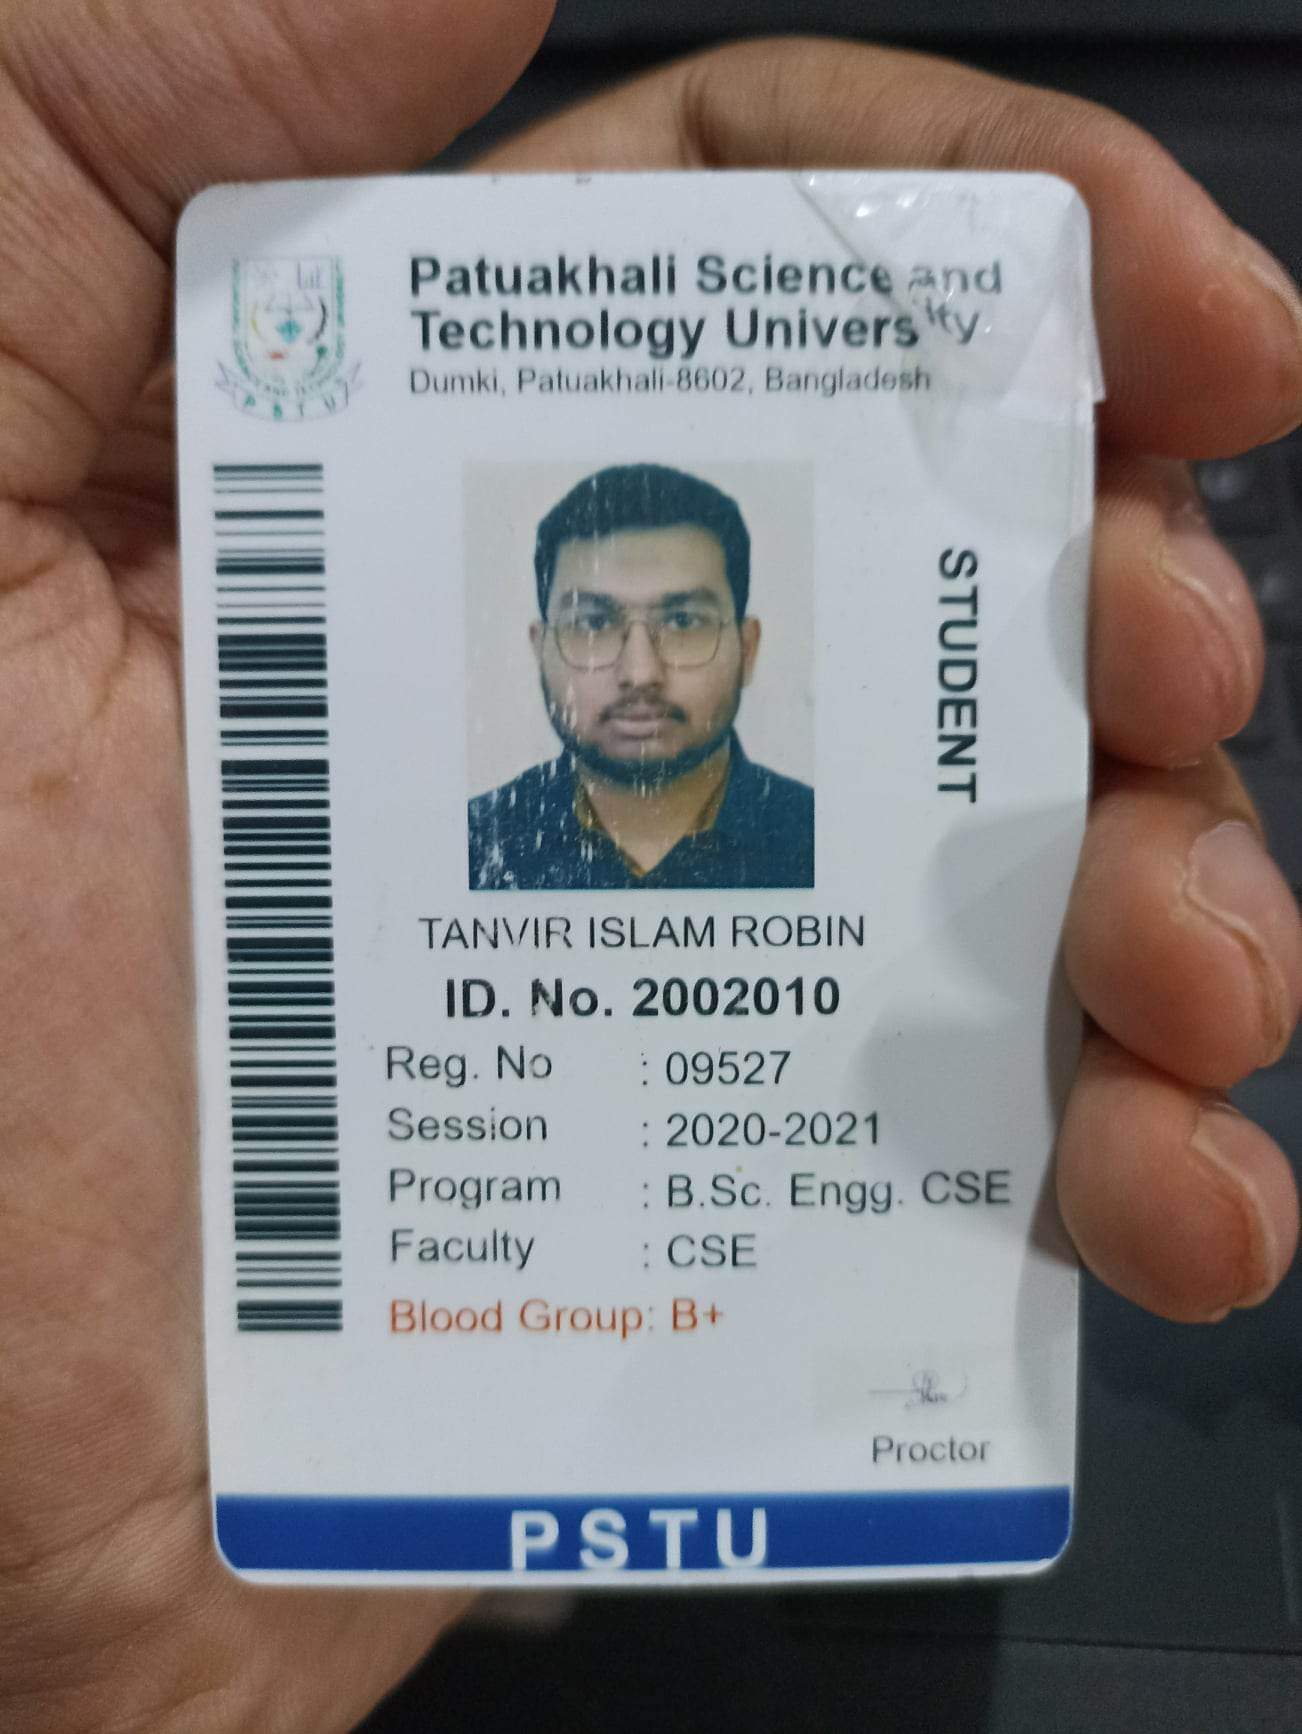 Patuakhali Science and
Technology University
Dumki, Patuakhali-8602, Bangladesh
PSTU
STUDENT
TANVIR ISLAM ROBIN
ID. No. 2002010
Reg. No : 09527
Session : 2020-2021
Program : B.Sc. Engg. CSE
Faculty : CSE
Blood Group: B+
Proctor
PSTU